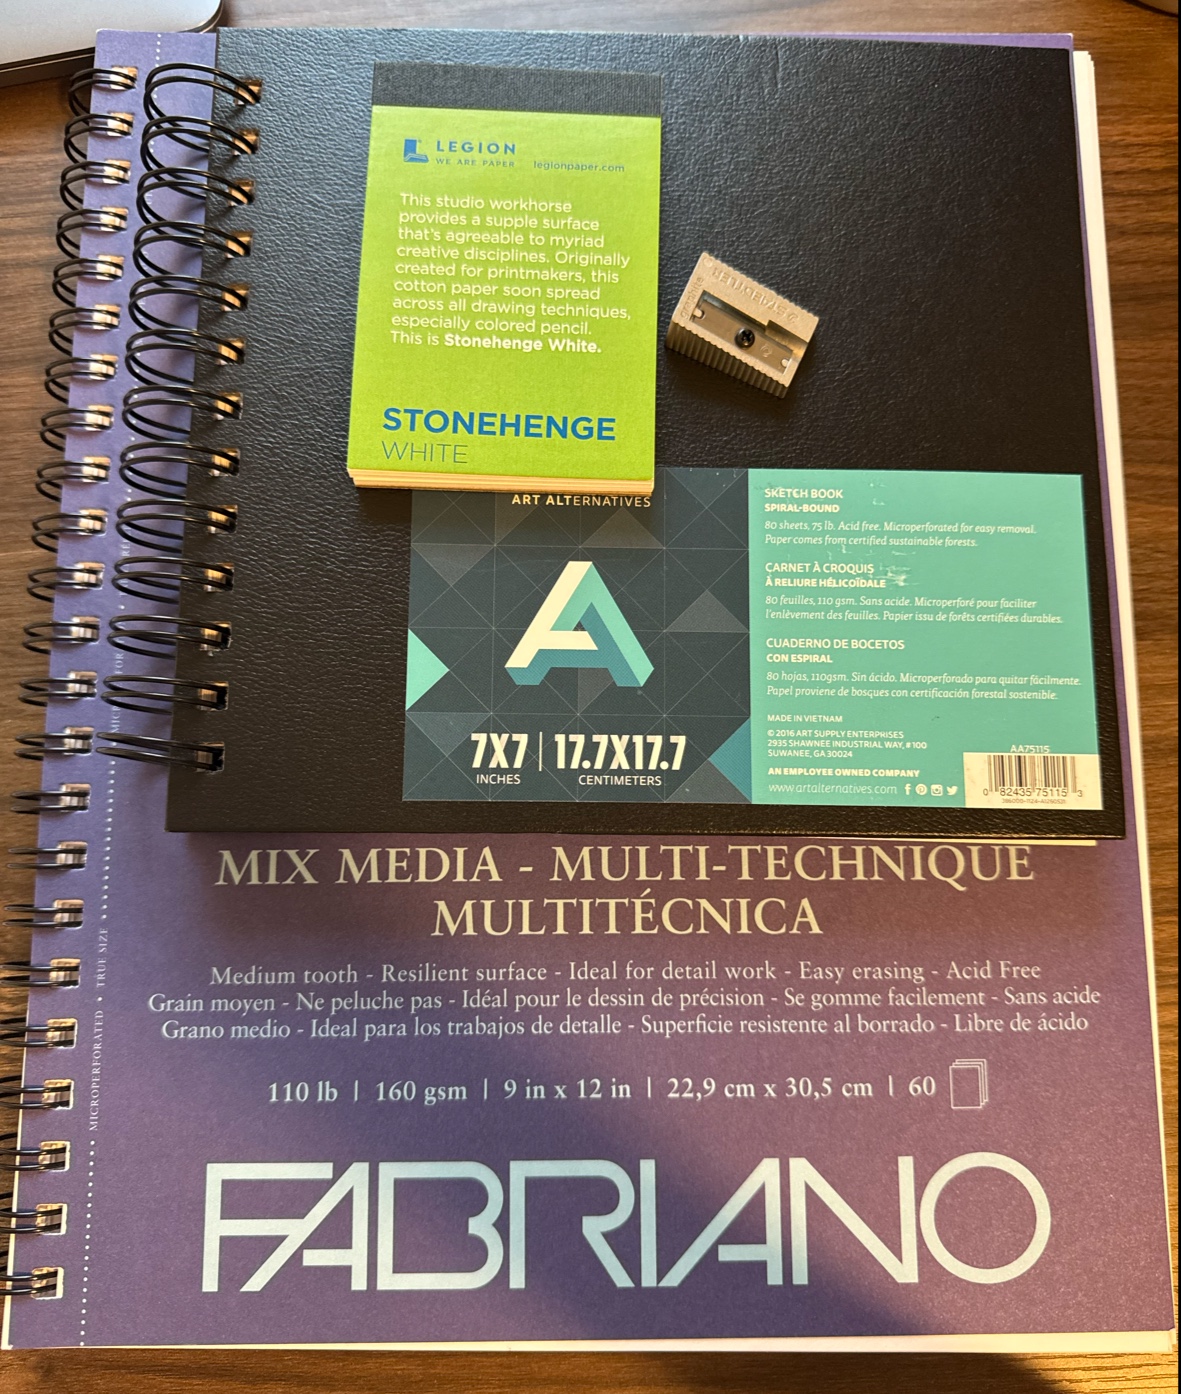 LEGION
WE ARE PAPER legionpaper.com
This studio workhorse
provides a supple surface
that's agreeable to myriad
creative disciplines. Originally
created for printmakers, this
cotton paper soon spread
across all drawing techniques,
especially colored pencil.
This is Stonehenge White.
STONEHENGE
WHITE
ART ALTERNATIVES
A
7X7 | 17.7X17.7
INCHES CENTIMETERS
SKETCH BOOK
SPIRAL-BOUND
80 sheets, 75 lb. Acid free. Microperforated for easy removal.
Paper comes from certified sustainable forests.
CARNET À CROQUIS
À RELIURE HÉLICOÏDALE
80 feuilles, 110 gsm. Sans acide. Microperforé pour faciliter
l'enlèvement des feuilles. Papier issu de forêts certifiées durables.
CUADERNO DE BOCETOS
CON ESPIRAL
80 hojas, 110gsm. Sin ácido. Microperforado para quitar fácilmente.
Papel proviene de bosques con certificación forestal sostenible.
MADE IN VIETNAM
© 2016 ART SUPPLY ENTERPRISES
2935 SHAWNEE INDUSTRIAL WAY, #100
SUWANEE, GA 30024
AN EMPLOYEE OWNED COMPANY
www.artalternatives.com
AA75115
0 82435 75115 3
MIX MEDIA - MULTI-TECHNIQUE
MULTITÉCNICA
Medium tooth - Resilient surface - Ideal for detail work - Easy erasing - Acid Free
Grain moyen - Ne peluche pas - Idéal pour le dessin de précision - Se gomme facilement - Sans acide
Grano medio - Ideal para los trabajos de detalle - Superficie resistente al borrado - Libre de ácido
110 lb | 160 gsm | 9 in x 12 in | 22,9 cm x 30,5 cm | 60
FABRIANO
MICROPERFORATED • TRUE SIZE